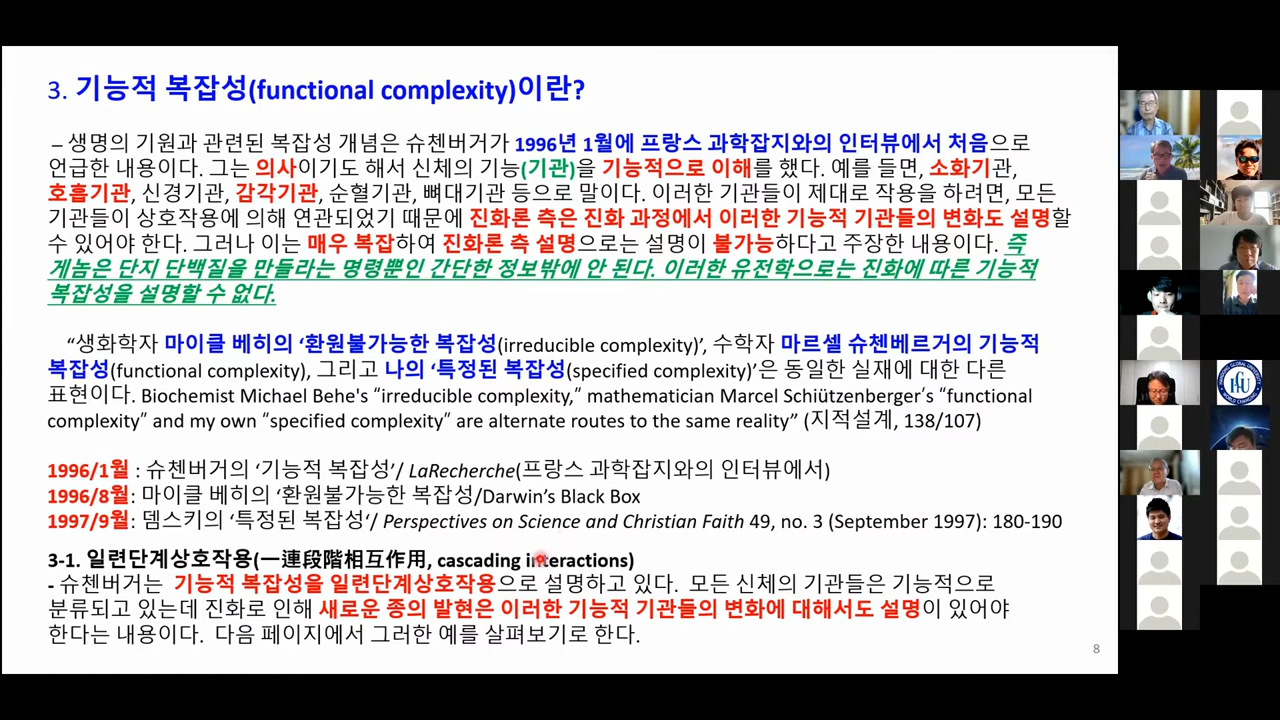 3. 기능적 복잡성(functional complexity)이란?
– 생명의 기원과 관련된 복잡성 개념은 슈첸버거가 1996년 1월에 프랑스 과학잡지와의 인터뷰에서 처음으로
언급한 내용이다. 그는 의사이기도 해서 신체의 기능(기관)을 기능적으로 이해를 했다. 예를 들면, 소화기관,
호흡기관, 신경기관, 감각기관, 순혈기관, 뼈대기관 등으로 말이다. 이러한 기관들이 제대로 작용을 하려면, 모든
기관들이 상호작용에 의해 연관되었기 때문에 진화론 측은 진화 과정에서 이러한 기능적 기관들의 변화도 설명할
수 있어야 한다. 그러나 이는 매우 복잡하여 진화론 측 설명으로는 설명이 불가능하다고 주장한 내용이다. 즉
게놈은 단지 단백질을 만들라는 명령뿐인 간단한 정보밖에 안 된다. 이러한 유전학으로는 진화에 따른 기능적
복잡성을 설명할 수 없다.
“생화학자 마이클 베히의 ‘환원불가능한 복잡성(irreducible complexity)’, 수학자 마르셀 슈첸베르거의 기능적
복잡성(functional complexity), 그리고 나의 ‘특정된 복잡성(specified complexity)’은 동일한 실재에 대한 다른
표현이다. Biochemist Michael Behe's “irreducible complexity,” mathematician Marcel Schiützenberger’s “functional
complexity” and my own “specified complexity” are alternate routes to the same reality” (지적설계, 138/107)
1996/1월 : 슈첸버거의 ‘기능적 복잡성’/ LaRecherche(프랑스 과학잡지와의 인터뷰에서)
1996/8월: 마이클 베히의 ‘환원불가능한 복잡성/Darwin’s Black Box
1997/9월: 뎀스키의 ‘특정된 복잡성‘/ Perspectives on Science and Christian Faith 49, no. 3 (September 1997): 180-190
3-1. 일련단계상호작용(一連段階相互作用, cascading interactions)
- 슈첸버거는 기능적 복잡성을 일련단계상호작용으로 설명하고 있다. 모든 신체의 기관들은 기능적으로
분류되고 있는데 진화로 인해 새로운 종의 발현은 이러한 기능적 기관들의 변화에 대해서도 설명이 있어야
한다는 내용이다. 다음 페이지에서 그러한 예를 살펴보기로 한다.
8